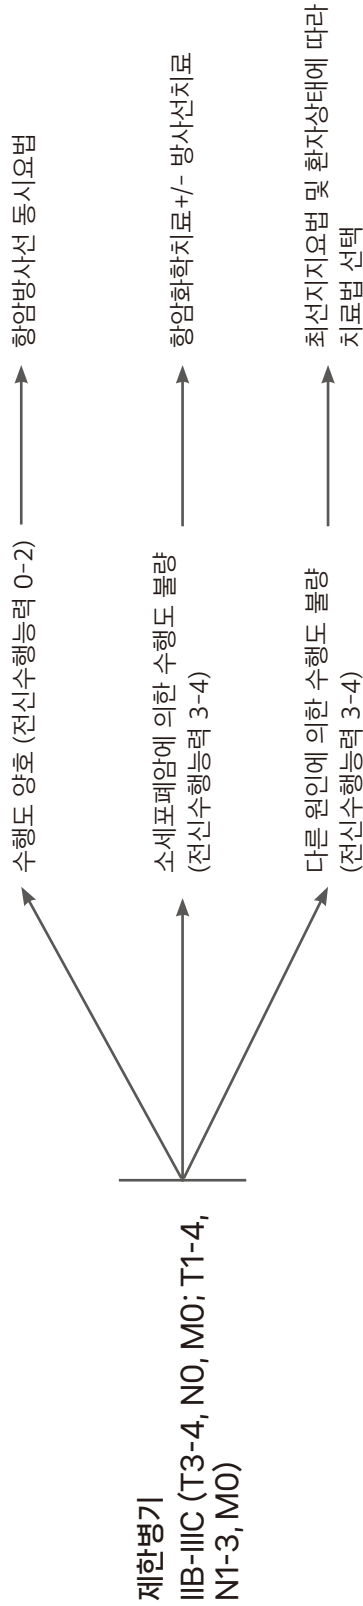 제한병기
IIB-IIIC (T3-4, N0, M0; T1-4,
N1-3, M0)
수행도 양호 (전신수행능력 0-2)
항암방사선 동시요법
소세포폐암에 의한 수행도 불량
(전신수행능력 3-4)
항암화학치료+/- 방사선치료
다른 원인에 의한 수행도 불량
(전신수행능력 3-4)
최선지지요법 및 환자상태에 따라
치료법 선택